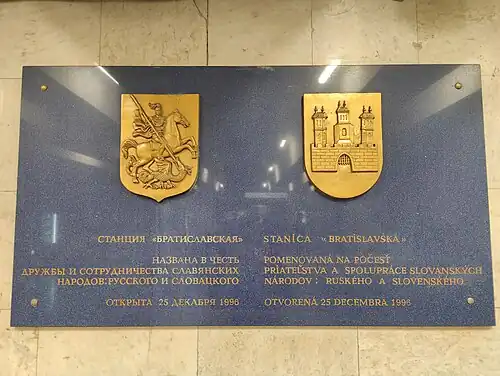 СТАНЦИЯ «БРАТИСЛАВСКАЯ»
НАЗВАНА В ЧЕСТЬ
ДРУЖБЫ И СОТРУДНИЧЕСТВА СЛАВЯНСКИХ
НАРОДОВ: РУССКОГО И СЛОВАЦКОГО
ОТКРЫТА 25 ДЕКАБРЯ 1996
STANICA «BRATISLAVSKÁ»
POMENOVANÁ NA POČESŤ
PRIATEĽSTVA A SPOLUPRÁCE SLOVANSKÝCH
NÁRODOV: RUSKÉHO A SLOVENSKÉHO.
OTVORENÁ 25 DECEMBRA 1996